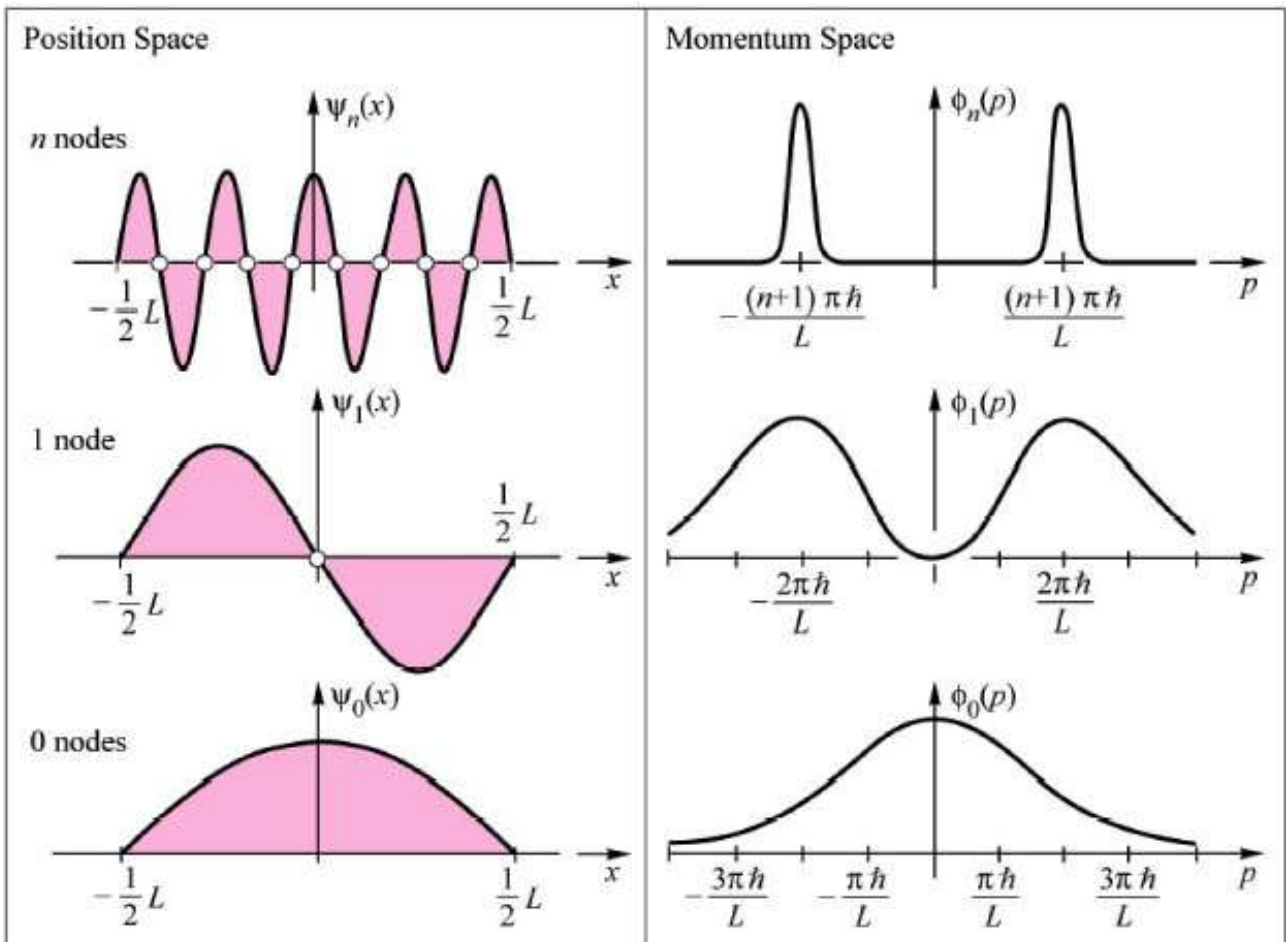 Position Space
ψₙ(x)
n nodes
-1/2 L
1/2 L
x
ψ₁(x)
1 node
1/2 L
-1/2 L
x
ψ₀(x)
0 nodes
-1/2 L
1/2 L
x
Momentum Space
ϕₙ(p)
-(n+1) πℏ/L
(n+1) πℏ/L
p
ϕ₁(p)
-2πℏ/L
2πℏ/L
p
ϕ₀(p)
-3πℏ/L
-πℏ/L
πℏ/L
3πℏ/L
p